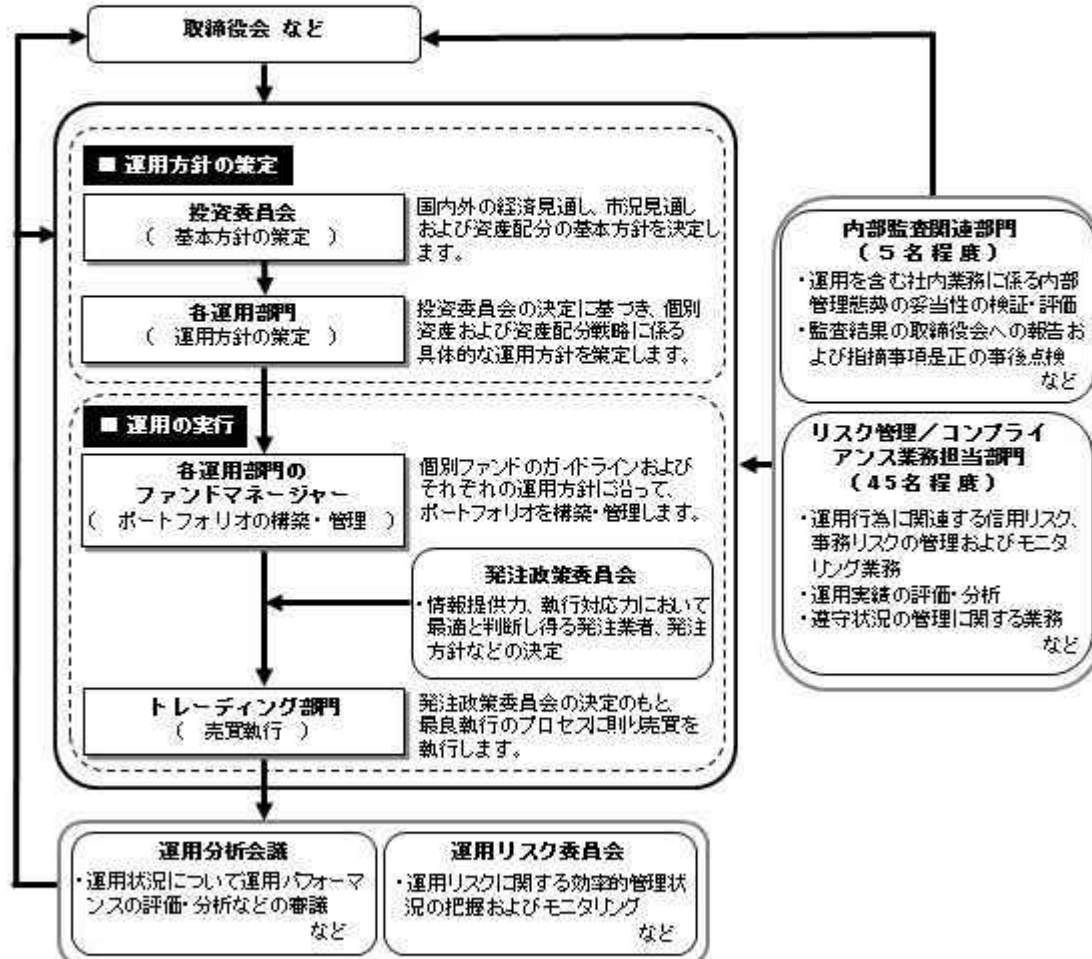 取締役会 など
■ 運用方針の策定
投資委員会
( 基本方針の策定 )
国内外の経済見通し、市況見通し
および資産配分の基本方針を決定し
ます。
各運用部門
( 運用方針の策定 )
投資委員会の決定に基づき、個別
資産および資産配分戦略に係る
具体的な運用方針を策定します。
■ 運用の実行
各運用部門の
ファンドマネージャー
( ポートフォリオの構築・管理 )
個別ファンドのガイドラインおよび
それぞれの運用方針に沿って、
ポートフォリオを構築・管理します。
発注政策委員会
・情報提供力、執行対応力において
最適と判断し得る発注業者、発注
方針などの決定
トレーディング部門
( 売買執行 )
発注政策委員会の決定のもと、
最良執行のプロセスに則り売買を
執行します。
運用分析会議
・運用状況について運用パフォーマ
ンスの評価・分析などの審議
など
運用リスク委員会
・運用リスクに関する効率的管理状
況の把握およびモニタリング
など
内部監査関連部門
(5名程度)
・運用を含む社内業務に係る内部
管理態勢の妥当性の検証・評価
・監査結果の取締役会への報告お
よび指摘事項是正の事後点検
など
リスク管理/コンプライ
アンス業務担当部門
(45名程度)
・運用行為に関連する信用リスク、
事務リスクの管理およびモニタ
リング業務
・運用実績の評価・分析
・遵守状況の管理に関する業務
など